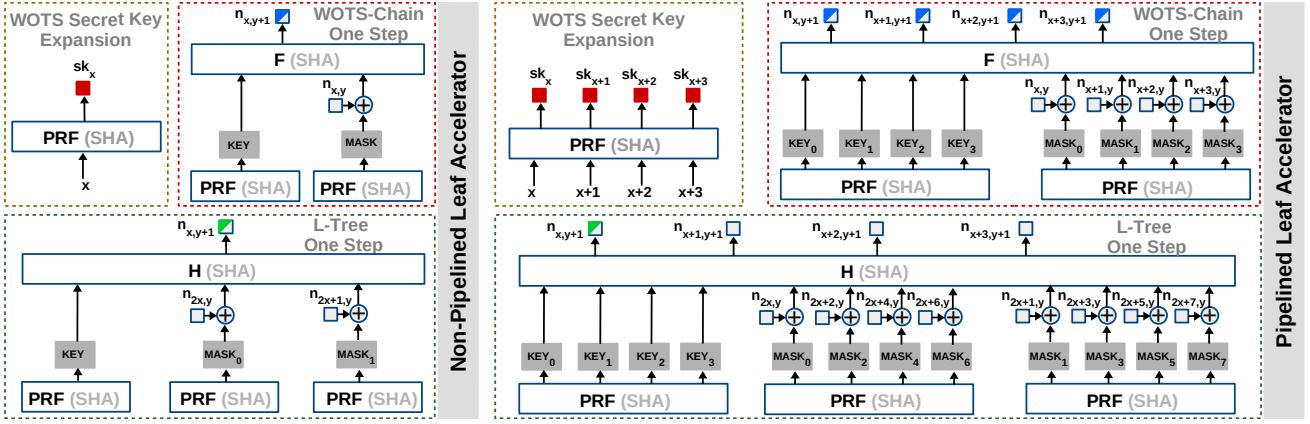 WOTS Secret Key
Expansion
sk_x
PRF (SHA)
x
n_x,y+1
WOTS-Chain
One Step
F (SHA)
n_x,y
KEY
MASK
PRF (SHA)
PRF (SHA)
n_x,y+1
L-Tree
One Step
H (SHA)
n_2x,y
n_2x+1,y
KEY
MASK_0
MASK_1
PRF (SHA)
PRF (SHA)
PRF (SHA)
Non-Pipelined Leaf Accelerator
WOTS Secret Key
Expansion
sk_x sk_x+1 sk_x+2 sk_x+3
PRF (SHA)
x x+1 x+2 x+3
n_x,y+1 n_x+1,y+1 n_x+2,y+1 n_x+3,y+1
WOTS-Chain
One Step
F (SHA)
n_x,y n_x+1,y n_x+2,y n_x+3,y
KEY_0 KEY_1 KEY_2 KEY_3
MASK_0 MASK_1 MASK_2 MASK_3
PRF (SHA)
PRF (SHA)
n_x,y+1 n_x+1,y+1 n_x+2,y+1 n_x+3,y+1
L-Tree
One Step
H (SHA)
n_2x,y n_2x+2,y n_2x+4,y n_2x+6,y
n_2x+1,y n_2x+3,y n_2x+5,y n_2x+7,y
KEY_0 KEY_1 KEY_2 KEY_3
MASK_0 MASK_2 MASK_4 MASK_6
MASK_1 MASK_3 MASK_5 MASK_7
PRF (SHA)
PRF (SHA)
PRF (SHA)
Pipelined Leaf Accelerator